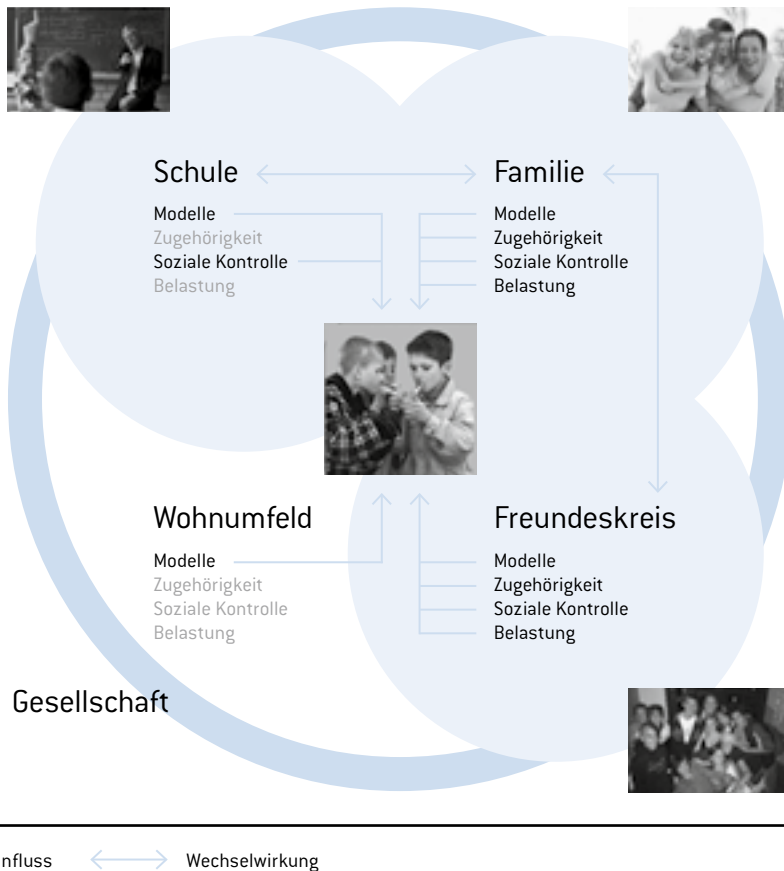 Schule
Familie
Modelle
Zugehörigkeit
Soziale Kontrolle
Belastung
Modelle
Zugehörigkeit
Soziale Kontrolle
Belastung
Wohnumfeld
Freundeskreis
Modelle
Zugehörigkeit
Soziale Kontrolle
Belastung
Modelle
Zugehörigkeit
Soziale Kontrolle
Belastung
Gesellschaft
nfluss Wechselwirkung